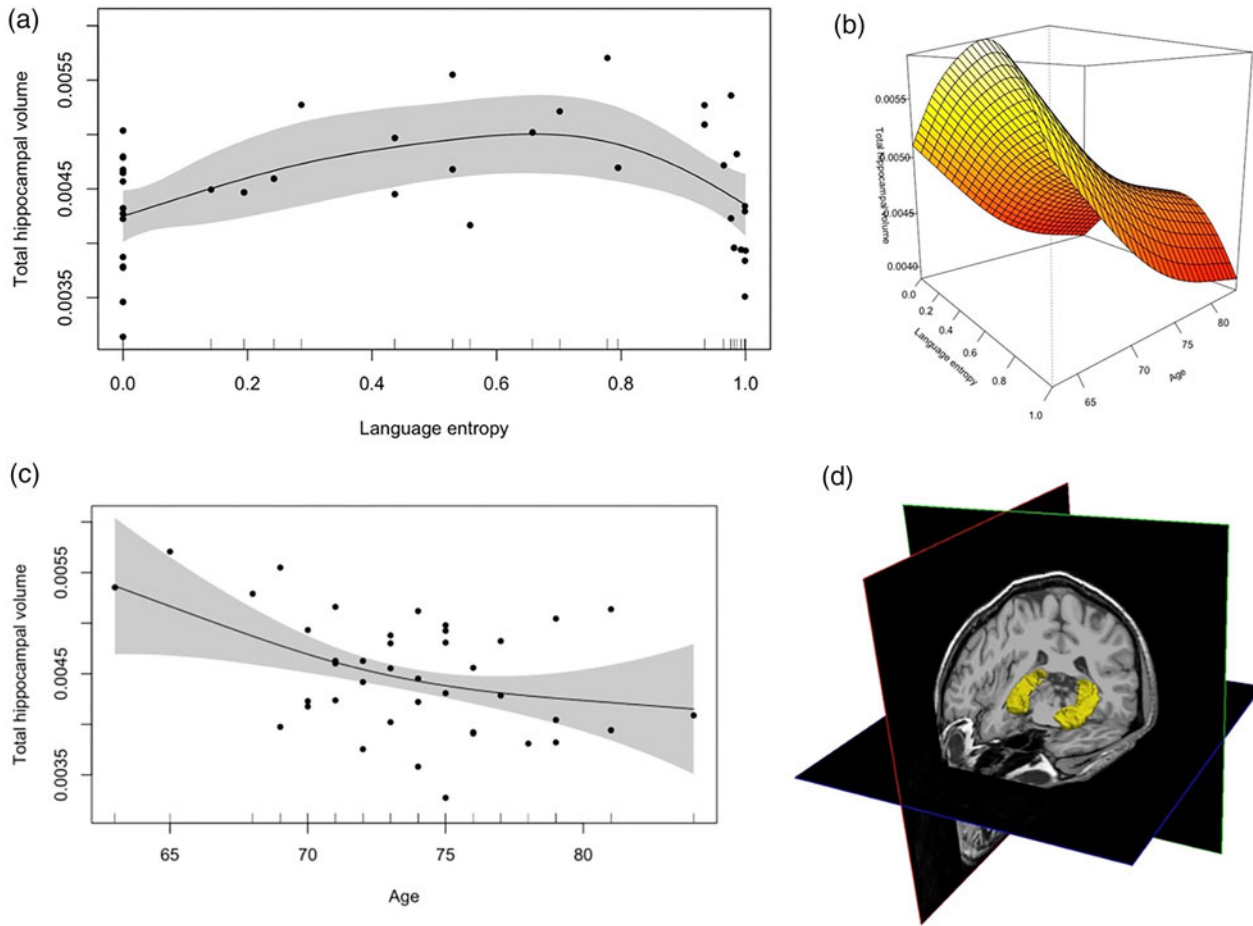 (a)
Total hippocampal volume
0.0055
0.0045
0.0035
0.0 0.2 0.4 0.6 0.8 1.0
Language entropy
(b)
Total hippocampal volume
0.0055
0.0050
0.0045
0.0040
0.0
0.2
0.4
0.6
0.8
1.0
Language entropy
65
70
75
80
Age
(c)
Total hippocampal volume
0.0055
0.0045
0.0035
65 70 75 80
Age
(d)